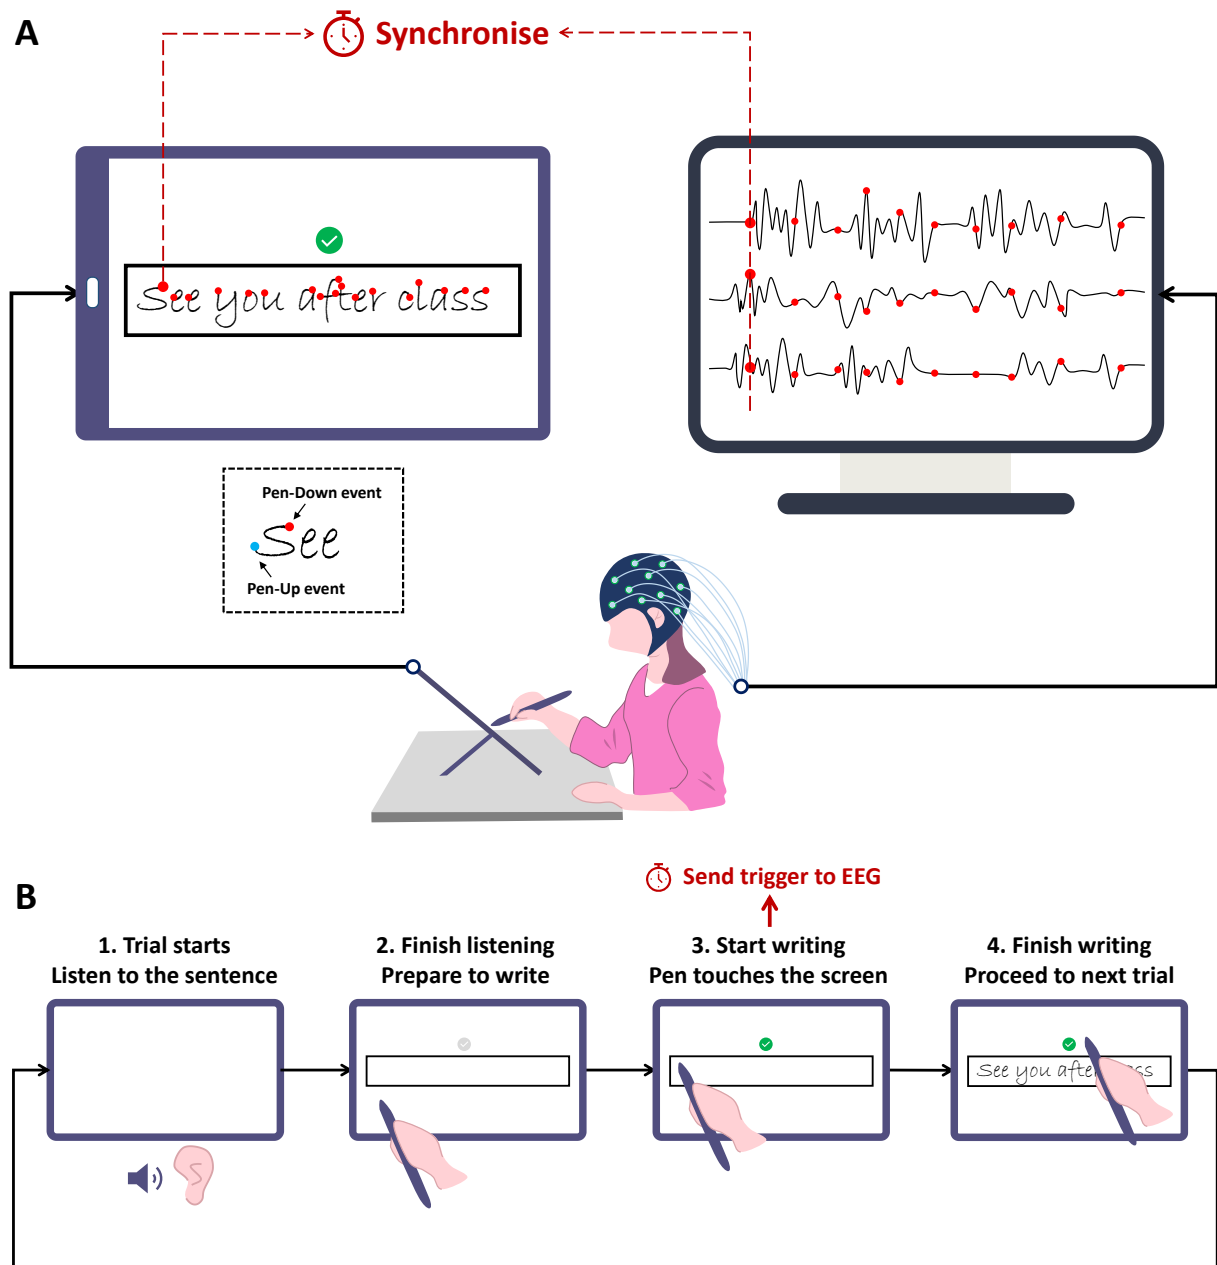 A
Synchronise
See you after class
Pen-Down event
See
Pen-Up event
B
Send trigger to EEG
1. Trial starts
Listen to the sentence
2. Finish listening
Prepare to write
3. Start writing
Pen touches the screen
4. Finish writing
Proceed to next trial
See you after